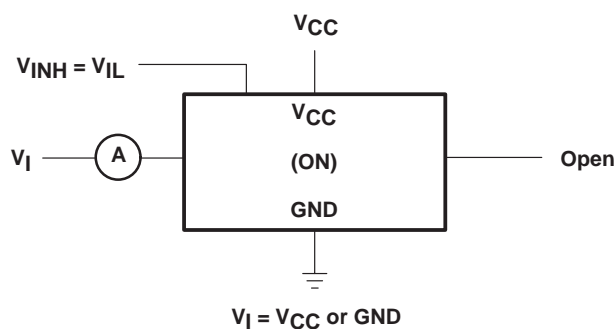 VCC
VINH = VIL
VCC
VI
A
(ON)
Open
GND
VI = VCC or GND